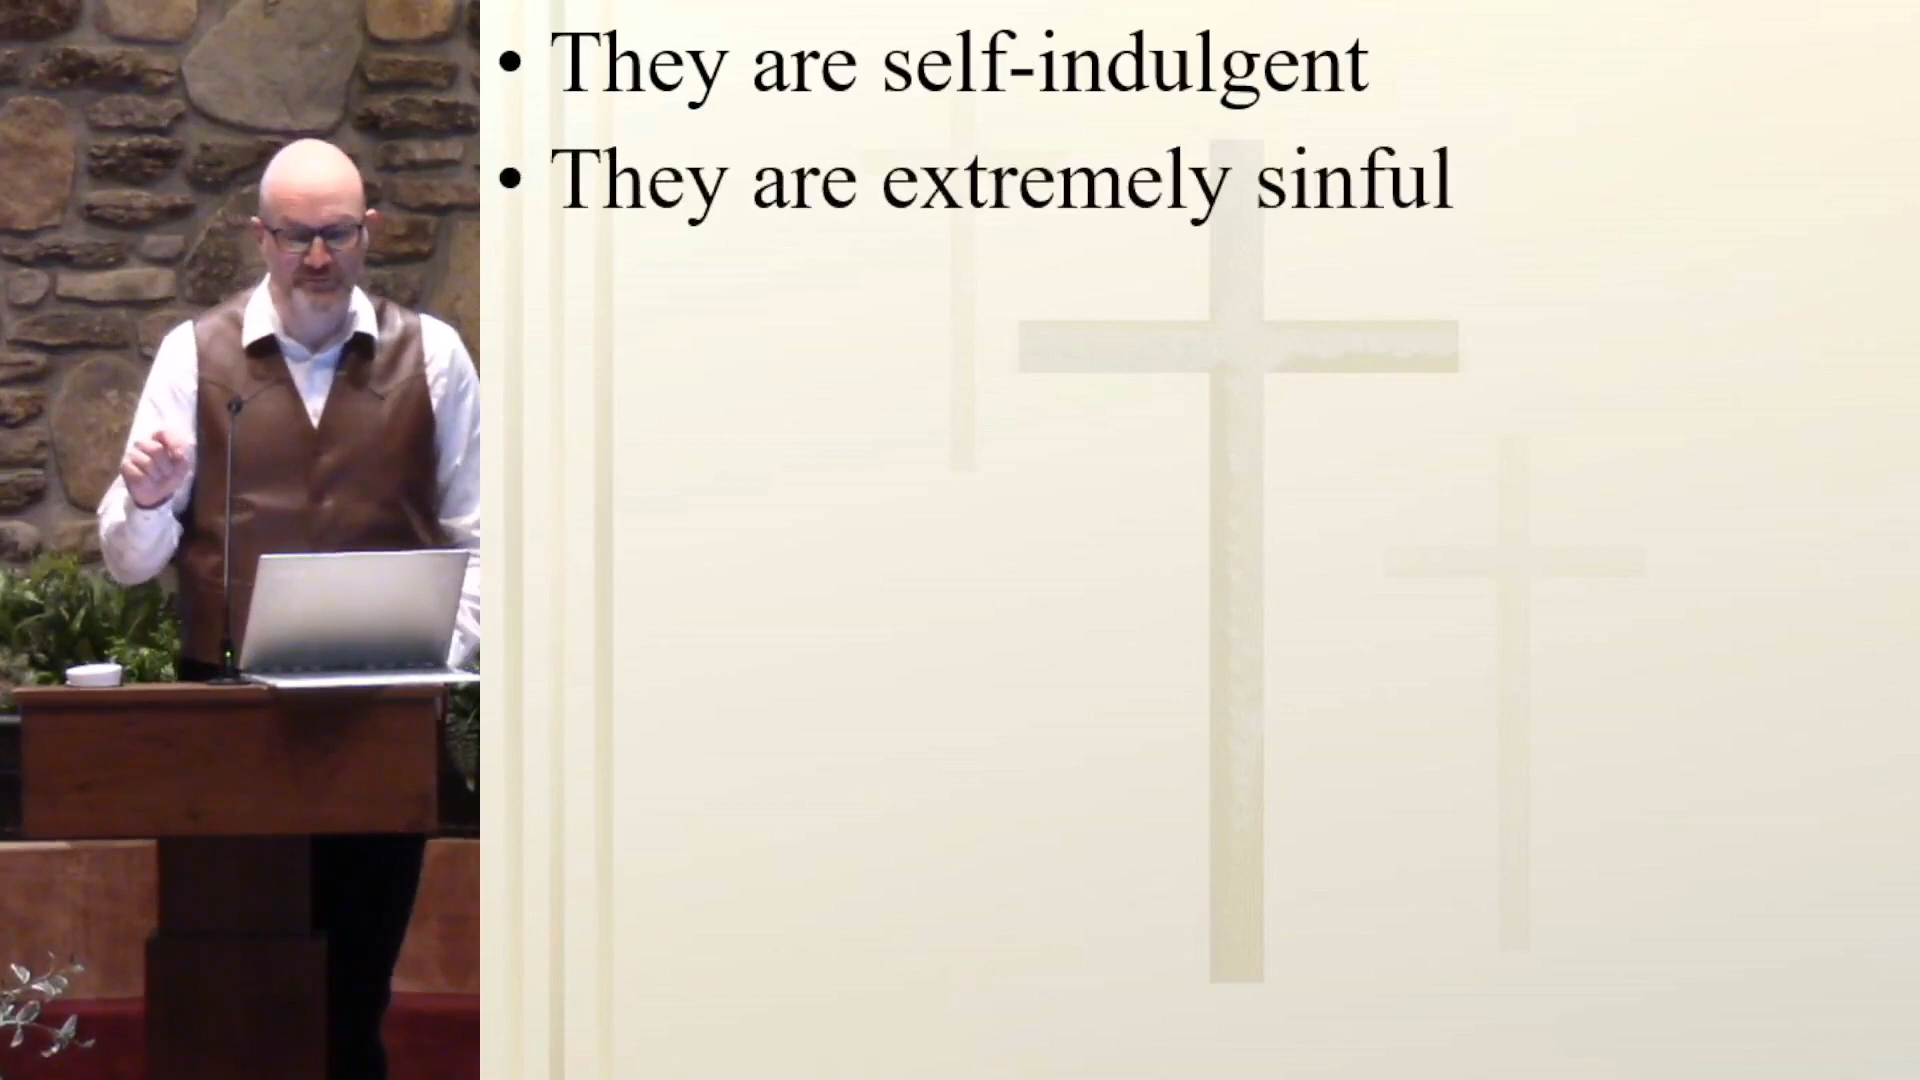 • They are self-indulgent
• They are extremely sinful